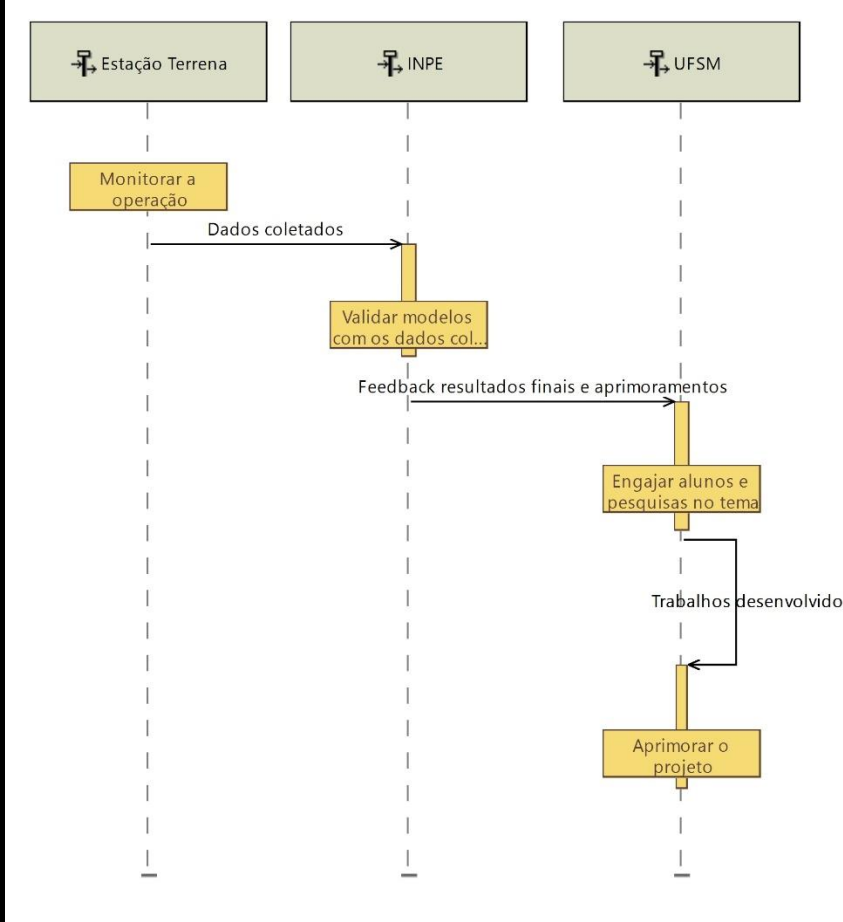 Estação Terrena
INPE
UFSM
Monitorar a
operação
Dados coletados
Validar modelos
com os dados col...
Feedback resultados finais e aprimoramentos
Engajar alunos e
pesquisas no tema
Trabalhos desenvolvido
Aprimorar o
projeto